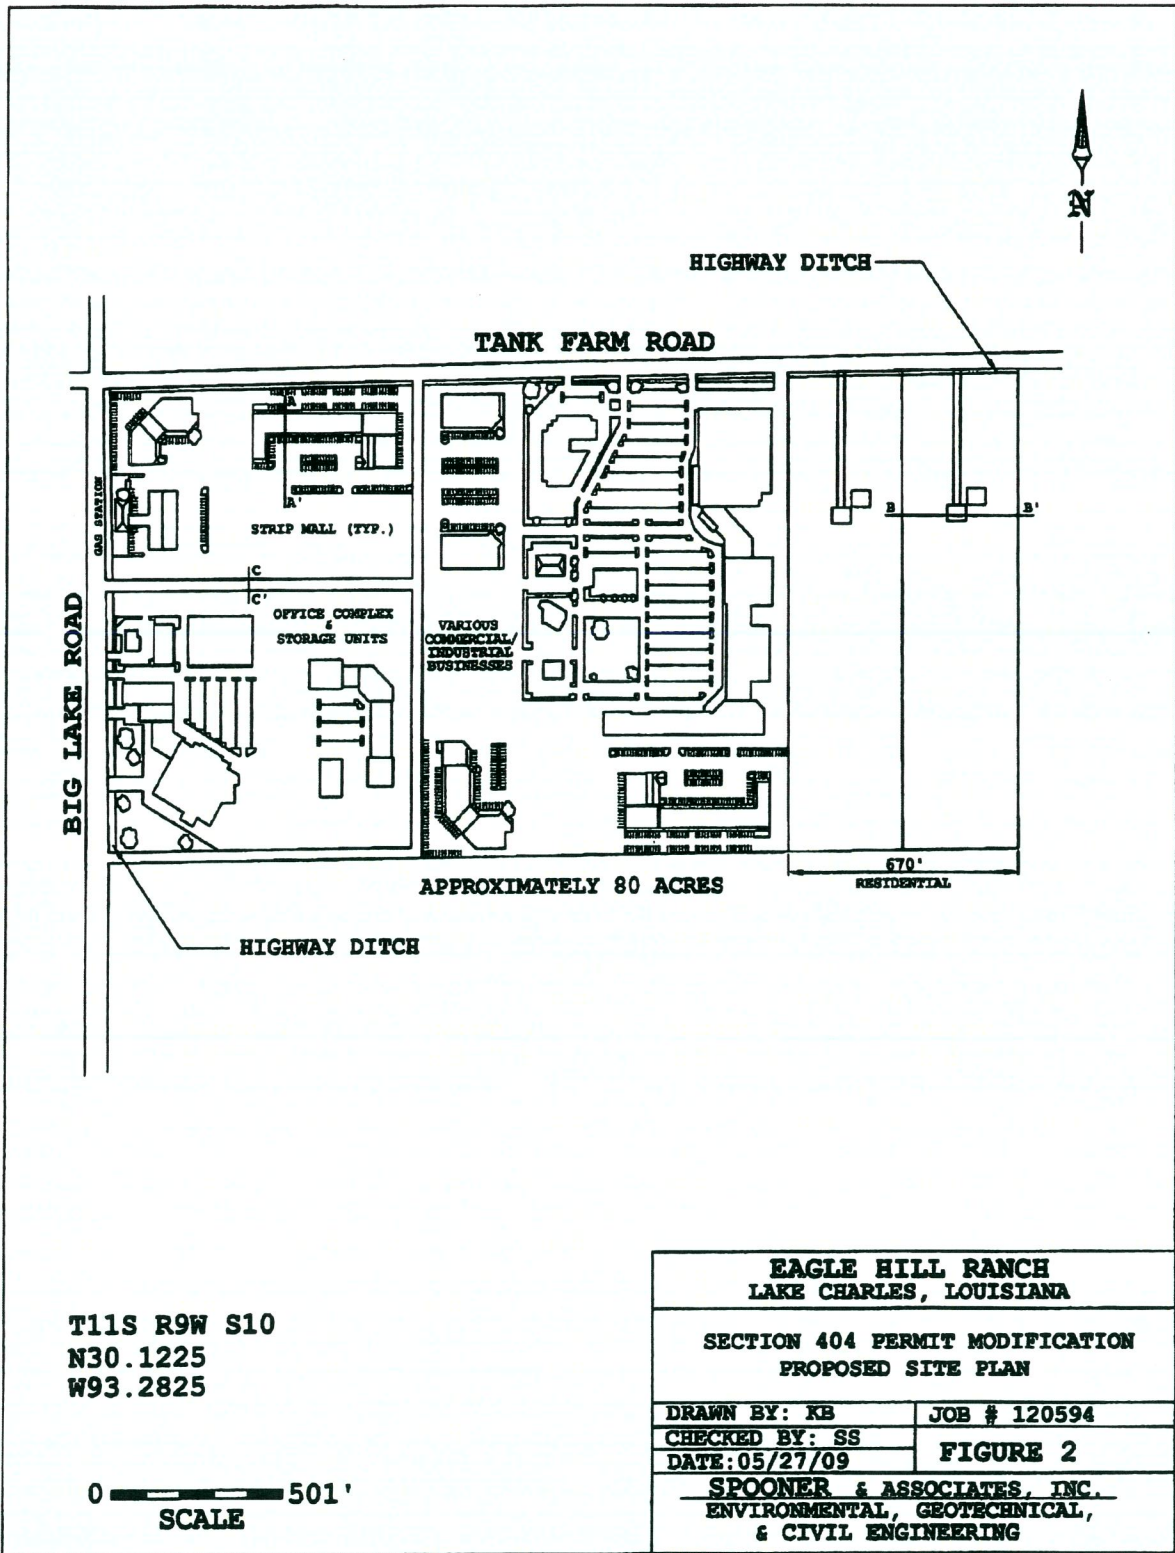 N
HIGHWAY DITCH
TANK FARM ROAD
A
A'
GAS STATION
STRIP MALL (TYP.)
B
B'
C
C'
OFFICE COMPLEX
&
STORAGE UNITS
VARIOUS
COMMERCIAL/
INDUSTRIAL
BUSINESSES
BIG LAKE ROAD
670'
RESIDENTIAL
APPROXIMATELY 80 ACRES
HIGHWAY DITCH
T11S R9W S10
N30.1225
W93.2825
0 501'
SCALE
EAGLE HILL RANCH
LAKE CHARLES, LOUISIANA
SECTION 404 PERMIT MODIFICATION
PROPOSED SITE PLAN
DRAWN BY: KB
JOB # 120594
CHECKED BY: SS
DATE:05/27/09
FIGURE 2
SPOONER & ASSOCIATES, INC.
ENVIRONMENTAL, GEOTECHNICAL,
& CIVIL ENGINEERING